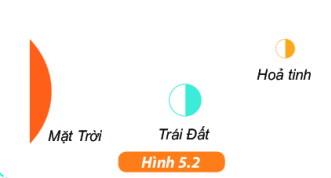 Hoả tinh
Mặt Trời
Trái Đất
Hình 5.2